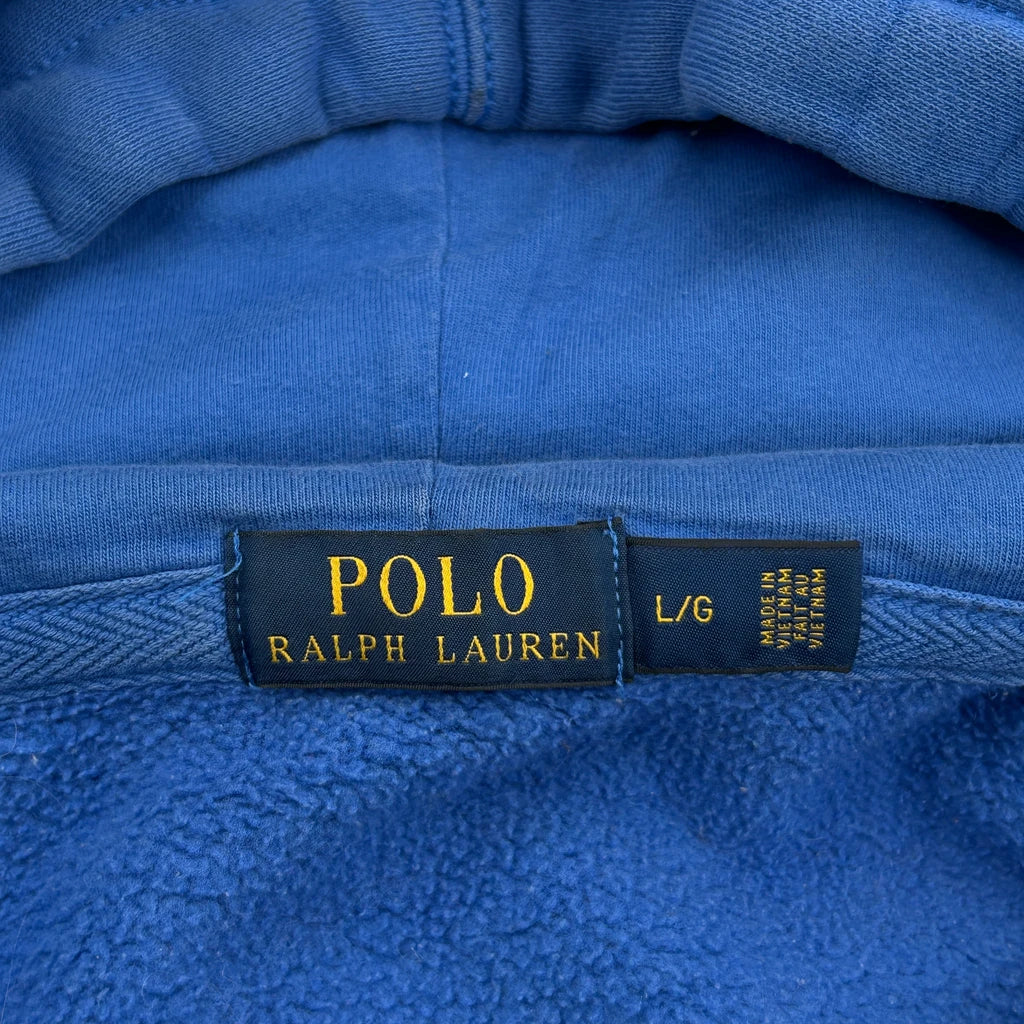 POLO
RALPH LAUREN
L/G
MADE IN
VIETNAM
FAIT AU
VIETNAM